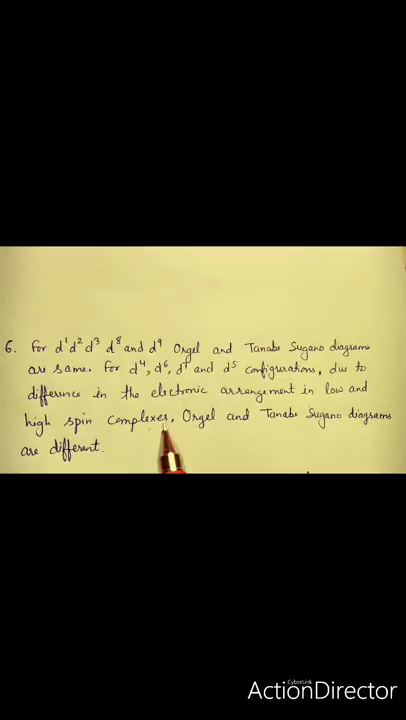 6. For d¹ d² d³ d⁸ and d⁹ Orgel and Tanabe Sugano diagrams
are same. For d⁴, d⁶, d⁷ and d⁵ configurations, due to
difference in the electronic arrangement in low and
high spin complexes, Orgel and Tanabe Sugano diagrams
are different.
CyberLink
ActionDirector